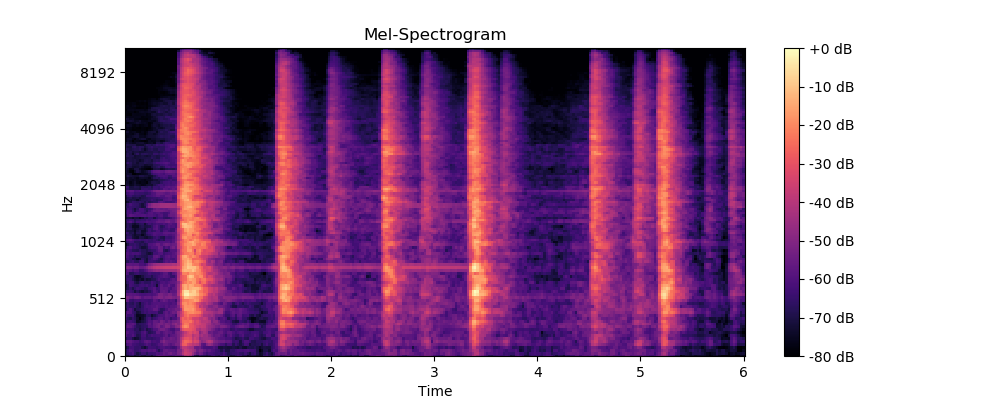 Mel-Spectrogram
Hz
8192
4096
2048
1024
512
0
0 1 2 3 4 5 6
Time
+0 dB
-10 dB
-20 dB
-30 dB
-40 dB
-50 dB
-60 dB
-70 dB
-80 dB